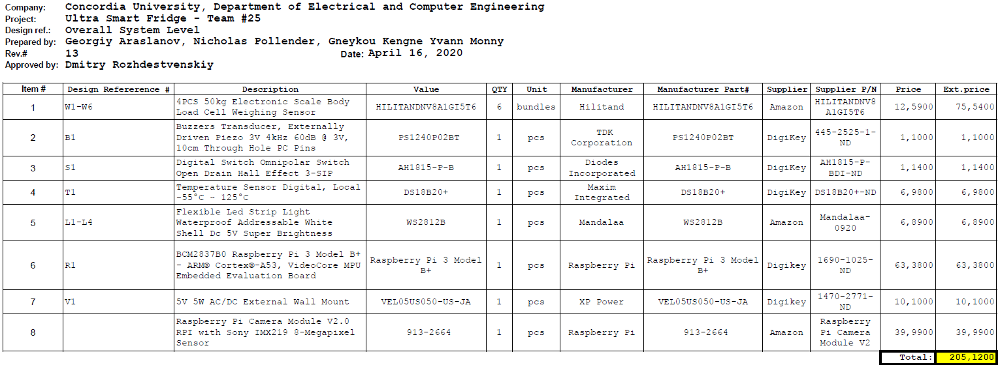 Company: Concordia University, Department of Electrical and Computer Engineering
Project: Ultra Smart Fridge - Team #25
Design ref.: Overall System Level
Prepared by: Georgiy Araslanov, Nicholas Pollender, Gneykou Kengne Yvann Monny
Rev.# 13 Date: April 16, 2020
Approved by: Dmitry Rozhdestvenskiy
Item # Design Refererence # Description Value QTY Unit Manufacturer Manufacturer Part# Supplier Supplier P/N Price Ext.price
1 W1-W6 4PCS 50kg Electronic Scale Body HILITANDNV8A1GI5T6 6 bundles Hilitand HILITANDNV8A1GI5T6 Amazon HILITANDNV8 12,5900 75,5400
Load Cell Weighing Sensor A1GI5T6
Buzzers Transducer, Externally
2 B1 Driven Piezo 3V 4kHz 60dB @ 3V, PS1240P02BT 1 pcs TDK PS1240P02BT DigiKey 445-2525-1- 1,1000 1,1000
10cm Through Hole PC Pins Corporation ND
3 S1 Digital Switch Omnipolar Switch AH1815-P-B 1 pcs Diodes AH1815-P-B DigiKey AH1815-P- 1,1400 1,1400
Open Drain Hall Effect 3-SIP Incorporated BDI-ND
4 T1 Temperature Sensor Digital, Local DS18B20+ 1 pcs Maxim DS18B20+ DigiKey DS18B20+-ND 6,9800 6,9800
-55°C ~ 125°C Integrated
Flexible Led Strip Light
5 L1-L4 Waterproof Addressable White WS2812B 1 pcs Mandalaa WS2812B Amazon Mandalaa- 6,8900 6,8900
Shell Dc 5V Super Brightness 0920
BCM2837B0 Raspberry Pi 3 Model B+
6 R1 - ARM® Cortex®-A53, VideoCore MPU Raspberry Pi 3 Model 1 pcs Raspberry Pi Raspberry Pi 3 Model Digikey 1690-1025- 63,3800 63,3800
Embedded Evaluation Board B+ B+ ND
7 V1 5V 5W AC/DC External Wall Mount VEL05US050-US-JA 1 pcs XP Power VEL05US050-US-JA Digikey 1470-2771- 10,1000 10,1000
ND
Raspberry Pi Camera Module V2.0 Raspberry
8 RPI with Sony IMX219 8-Megapixel 913-2664 1 pcs Raspberry Pi 913-2664 Amazon Pi Camera 39,9900 39,9900
Sensor Module V2
Total: 205,1200